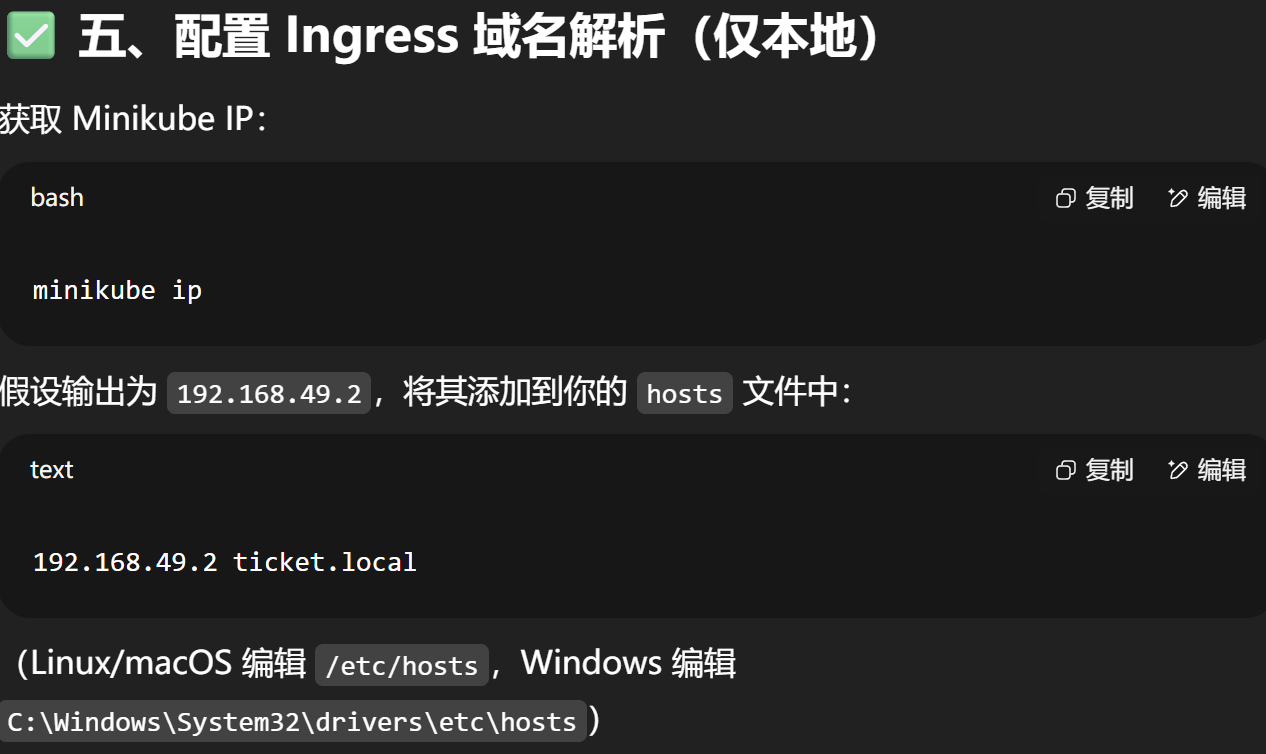 ✅ 五、配置 Ingress 域名解析（仅本地）
获取 Minikube IP：
bash 复制 编辑
minikube ip
假设输出为 192.168.49.2，将其添加到你的 hosts 文件中：
text 复制 编辑
192.168.49.2 ticket.local
（Linux/macOS 编辑 /etc/hosts，Windows 编辑
C:\Windows\System32\drivers\etc\hosts）